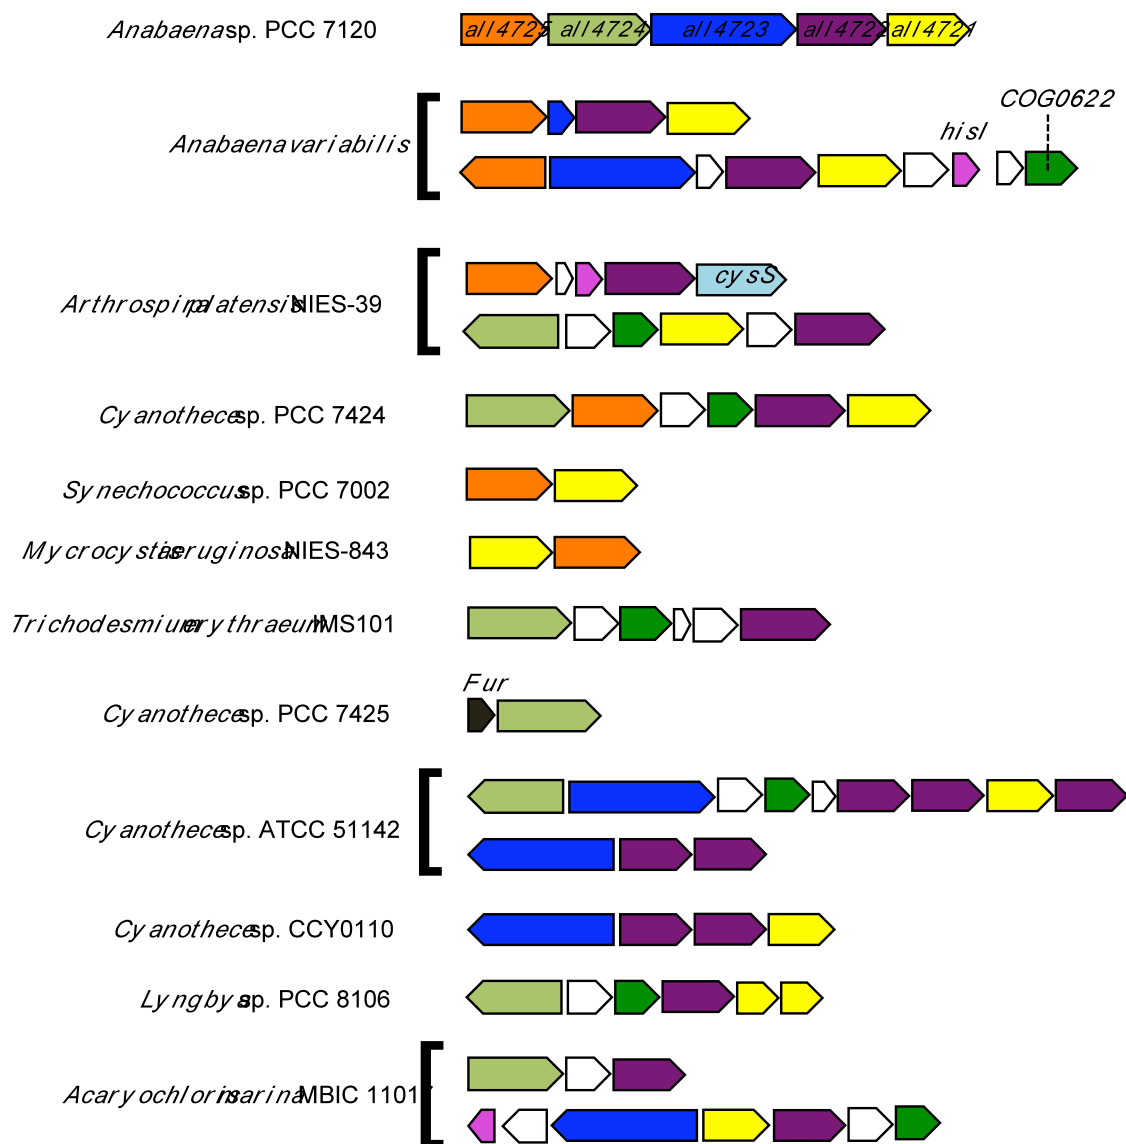 Anabaena sp. PCC 7120 all4725 all4724 all4723 all4722 all4721
COG0622
hisI
Anabaena variabilis
cysS
Arthrospira platensis NIES-39
Cyanothece sp. PCC 7424
Synechococcus sp. PCC 7002
Mycrocystis aeruginosa NIES-843
Trichodesmium erythraeum IMS101
Fur
Cyanothece sp. PCC 7425
Cyanothece sp. ATCC 51142
Cyanothece sp. CCY0110
Lyngbya sp. PCC 8106
Acaryochloris marina MBIC 11017